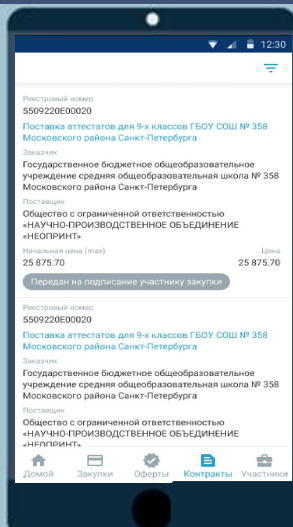 12:30
Реестровый номер
5509220E00020
Поставка аттестатов для 9-х классов ГБОУ СОШ № 358
Московского района Санкт-Петербурга
Заказчик
Государственное бюджетное общеобразовательное
учреждение средняя общеобразовательная школа № 358
Московского района Санкт-Петербурга
Поставщик
Общество с ограниченной ответственностью
«НАУЧНО-ПРОИЗВОДСТВЕННОЕ ОБЪЕДИНЕНИЕ
«НЕОПРИНТ»
Начальная цена (max) Цена
25 875.70 25 875.70
Передан на подписание участнику закупки
Реестровый номер
5509220E00020
Поставка аттестатов для 9-х классов ГБОУ СОШ № 358
Московского района Санкт-Петербурга
Заказчик
Государственное бюджетное общеобразовательное
учреждение средняя общеобразовательная школа № 358
Московского района Санкт-Петербурга
Поставщик
Общество с ограниченной ответственностью
«НАУЧНО-ПРОИЗВОДСТВЕННОЕ ОБЪЕДИНЕНИЕ
«НЕОПРИНТ»
Домой Закупки Оферты Контракты Участники